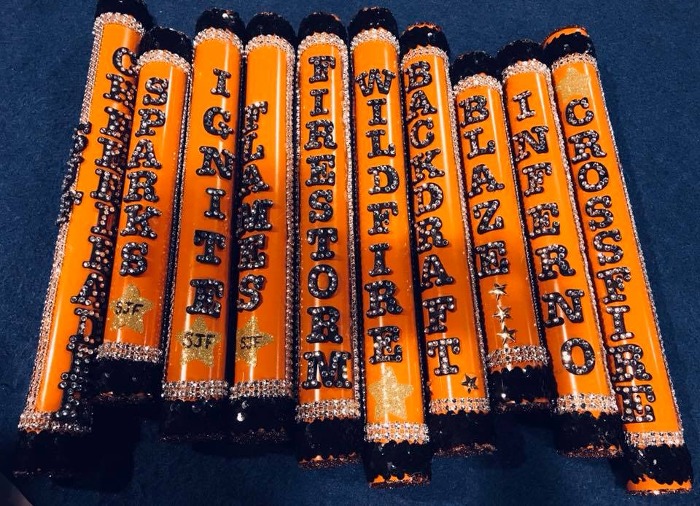 SPARKS
SJF
IGNITE
SJF
FLAMES
SJF
FIRESTORM
WILDFIRE
BACKDRAFT
BLAZE
INFERNO
CROSSFIRE